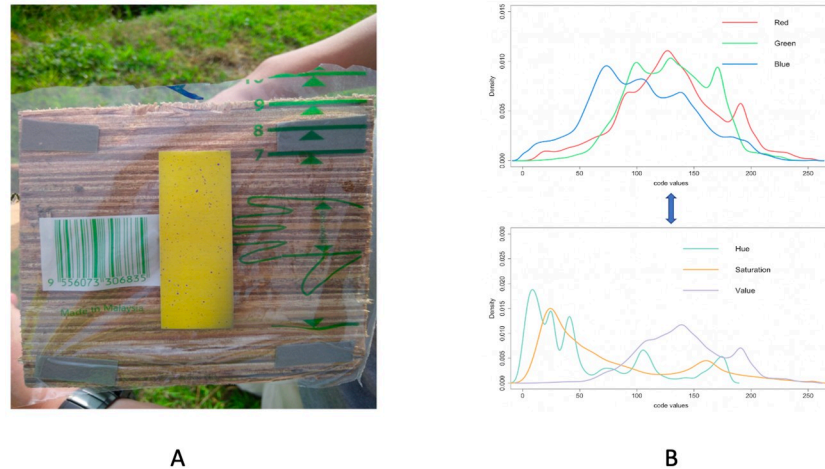 10
9
8
7
9 556073 306835
Made in Malaysia
A
0.015
0.010
0.005
0.000
Density
Red
Green
Blue
0 50 100 150 200 250
code values
0.030
0.025
0.020
0.015
0.010
0.005
0.000
Density
Hue
Saturation
Value
0 50 100 150 200 250
code values
B